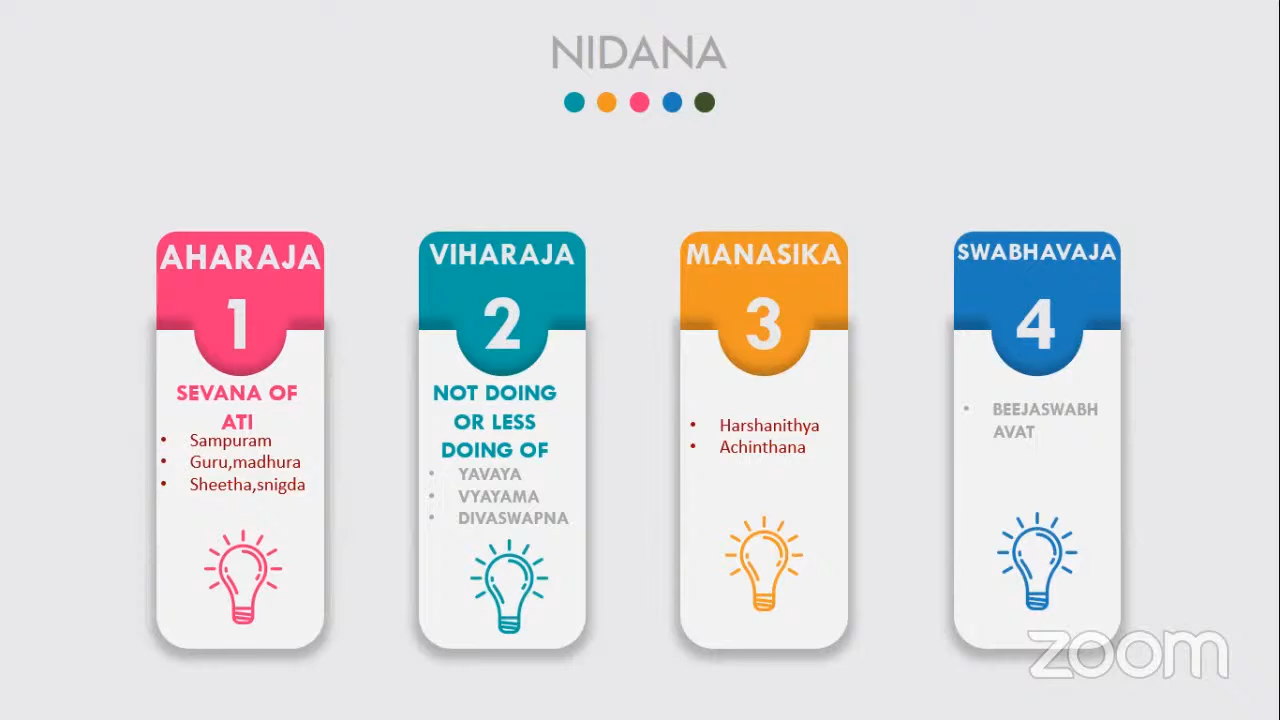 NIDANA
AHARAJA
1
SEVANA OF
ATI
• Sampuram
• Guru,madhura
• Sheetha,snigda
VIHARAJA
2
NOT DOING
OR LESS
DOING OF
• YAVAYA
• VYAYAMA
• DIVASWAPNA
MANASIKA
3
• Harshanithya
• Achinthana
SWABHAVAJA
4
• BEEJASWABH
AVAT
zoom